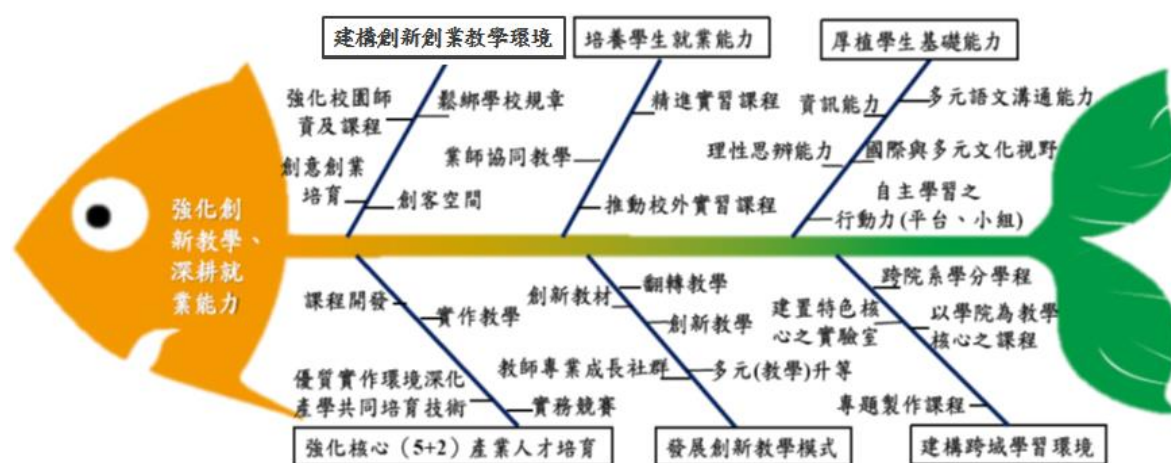 建構創新創業教學環境
強化校園師
資及課程
鬆綁學校規章
創意創業
培育
創客空間
培養學生就業能力
精進實習課程
業師協同教學
推動校外實習課程
厚植學生基礎能力
資訊能力
多元語文溝通能力
理性思辨能力
國際與多元文化視野
自主學習之
行動力(平台、小組)
強化創
新教學、
深耕就
業能力
課程開發
實作教學
優質實作環境深化
產學共同培育技術
實務競賽
強化核心（5+2）產業人才培育
創新教材
翻轉教學
創新教學
教師專業成長社群
多元(教學)升等
發展創新教學模式
跨院系學分學程
建置特色核
心之實驗室
以學院為教學
核心之課程
專題製作課程
建構跨域學習環境